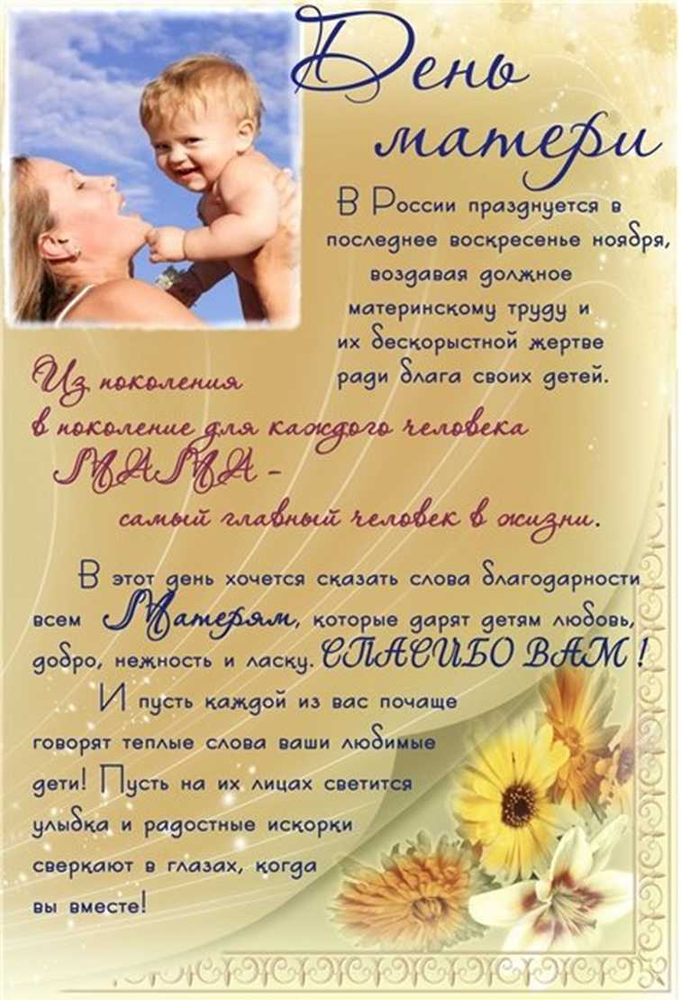 День
матери
В России празднуется в
последнее воскресенье ноября,
воздавая должное
материнскому труду и
их бескорыстной жертве
ради блага своих детей.
Из поколения
в поколение для каждого человека
МАМА -
самый главный человек в жизни.
В этот день хочется сказать слова благодарности
всем Матерям, которые дарят детям любовь,
добро, нежность и ласку. СПАСИБО ВАМ !
И пусть каждой из вас почаще
говорят теплые слова ваши любимые
дети! Пусть на их лицах светится
улыбка и радостные искорки
сверкают в глазах, когда
вы вместе!